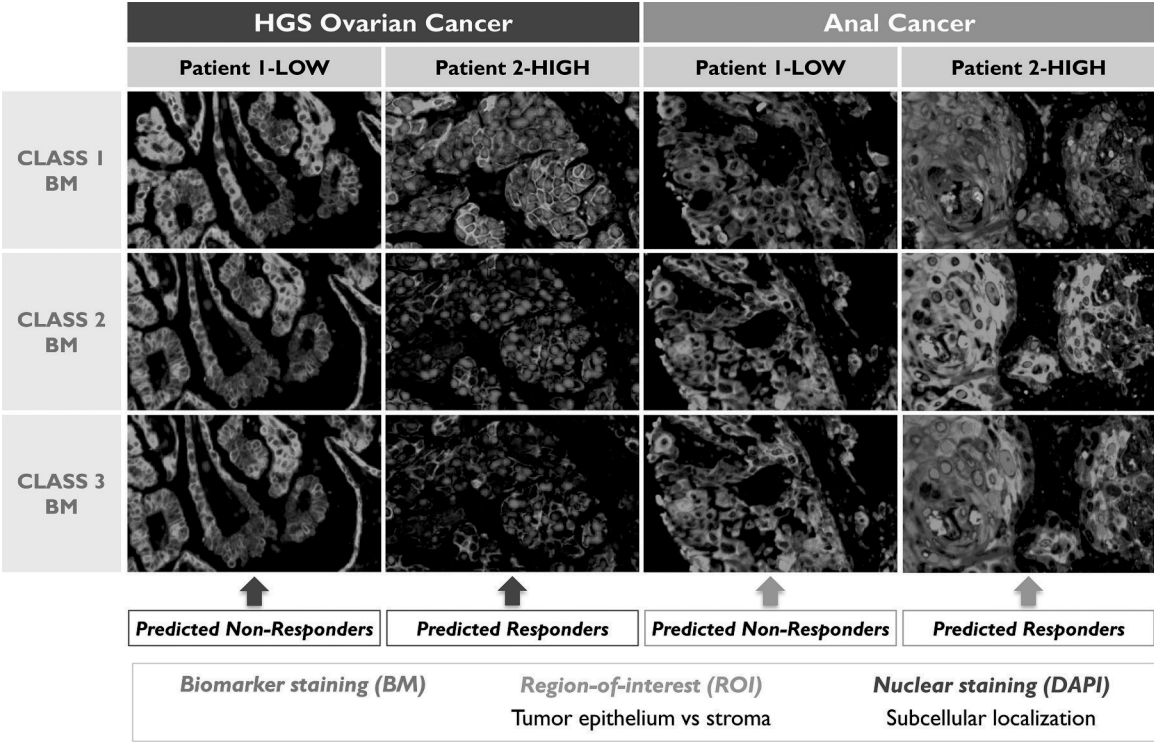 HGS Ovarian Cancer
Anal Cancer
Patient 1-LOW
Patient 2-HIGH
Patient 1-LOW
Patient 2-HIGH
CLASS 1
BM
CLASS 2
BM
CLASS 3
BM
Predicted Non-Responders
Predicted Responders
Predicted Non-Responders
Predicted Responders
Biomarker staining (BM)
Region-of-interest (ROI)
Nuclear staining (DAPI)
Tumor epithelium vs stroma
Subcellular localization